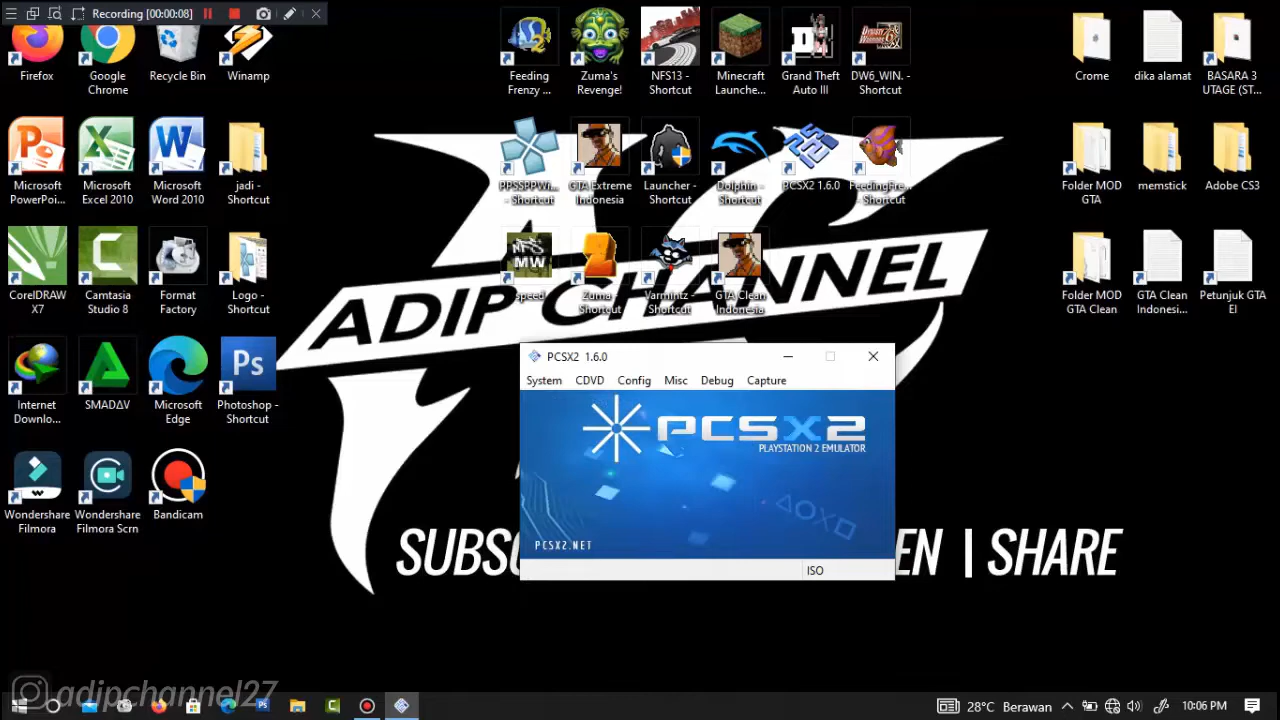 Recording [00:00:08]
Firefox
Google
Chrome
Recycle Bin
Winamp
Feeding
Frenzy ...
Zuma's
Revenge!
NFS13 -
Shortcut
Minecraft
Launche...
Grand Theft
Auto III
DW6_WIN. -
Shortcut
Crome
dika alamat
BASARA 3
UTAGE (ST...
Microsoft
PowerPoi...
Microsoft
Excel 2010
Microsoft
Word 2010
jadi -
Shortcut
PPSSPPWi...
- Shortcut
GTA Extreme
Indonesia
Launcher -
Shortcut
Dolphin -
Shortcut
PCSX2 1.6.0
FeedingFre...
- Shortcut
Folder MOD
GTA
memstick
Adobe CS3
CorelDRAW
X7
Camtasia
Studio 8
Format
Factory
Logo -
Shortcut
speed
Zuma -
Shortcut
Varmintz -
Shortcut
GTA Clean
Indonesia
Folder MOD
GTA Clean
GTA Clean
Indonesi...
Petunjuk GTA
EI
ADIP CHANNEL
Internet
Downlo...
SMADΔV
Microsoft
Edge
Photoshop -
Shortcut
Wondershare
Filmora
Wondershare
Filmora Scrn
Bandicam
PCSX2 1.6.0
System CDVD Config Misc Debug Capture
PCSX2
PLAYSTATION 2 EMULATOR
PCSX2.NET
ISO
| SHARE
adipchannel27
28°C Berawan 10:06 PM